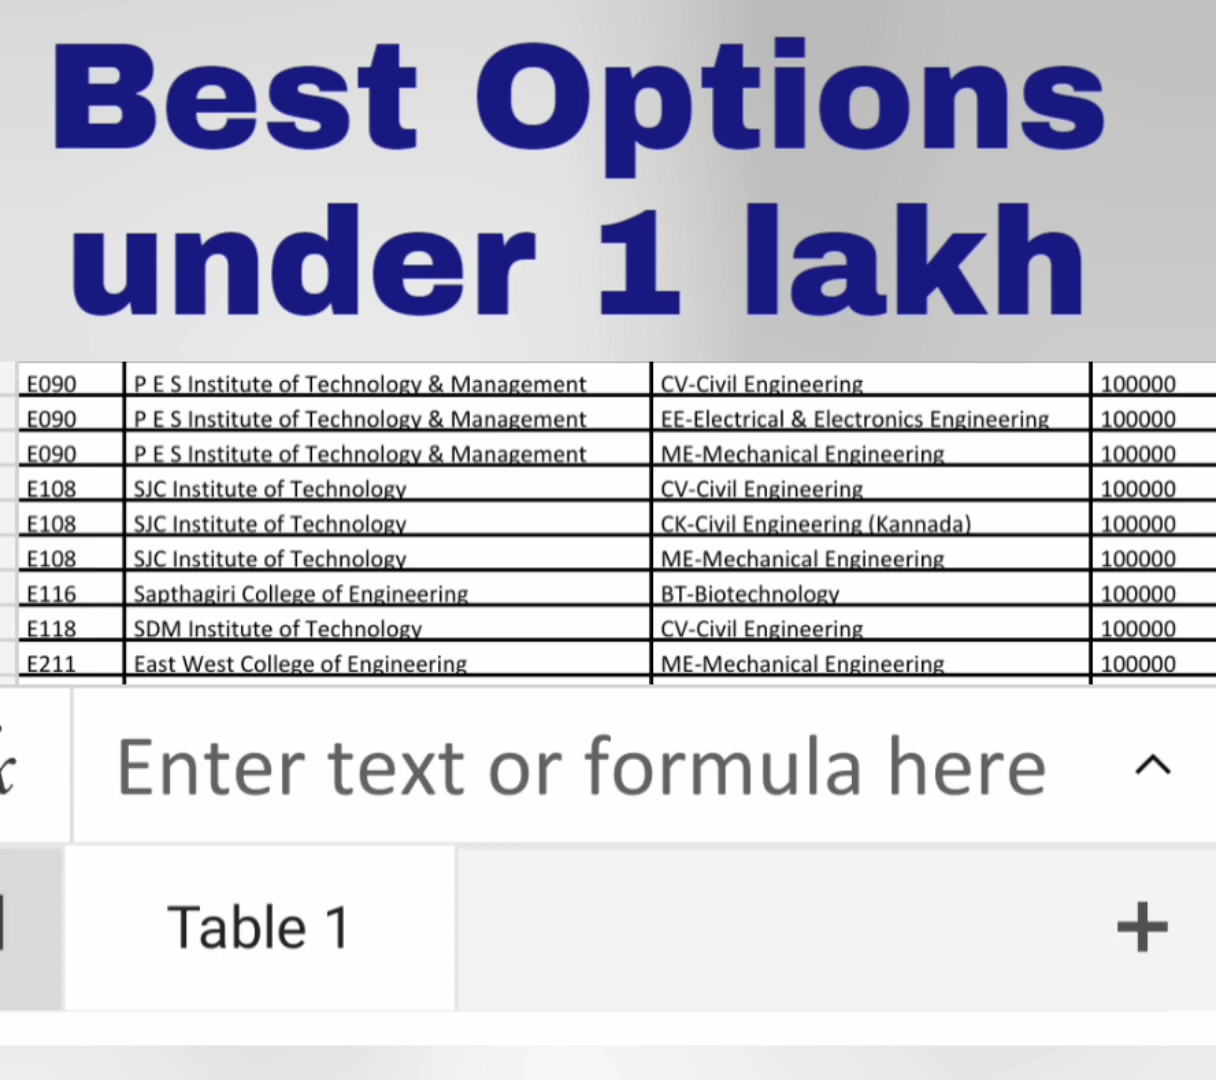 Best Options
under 1 lakh
E090 P E S Institute of Technology & Management CV-Civil Engineering 100000
E090 P E S Institute of Technology & Management EE-Electrical & Electronics Engineering 100000
E090 P E S Institute of Technology & Management ME-Mechanical Engineering 100000
E108 SJC Institute of Technology CV-Civil Engineering 100000
E108 SJC Institute of Technology CK-Civil Engineering (Kannada) 100000
E108 SJC Institute of Technology ME-Mechanical Engineering 100000
E116 Sapthagiri College of Engineering BT-Biotechnology 100000
E118 SDM Institute of Technology CV-Civil Engineering 100000
E211 East West College of Engineering ME-Mechanical Engineering 100000
Enter text or formula here
Table 1